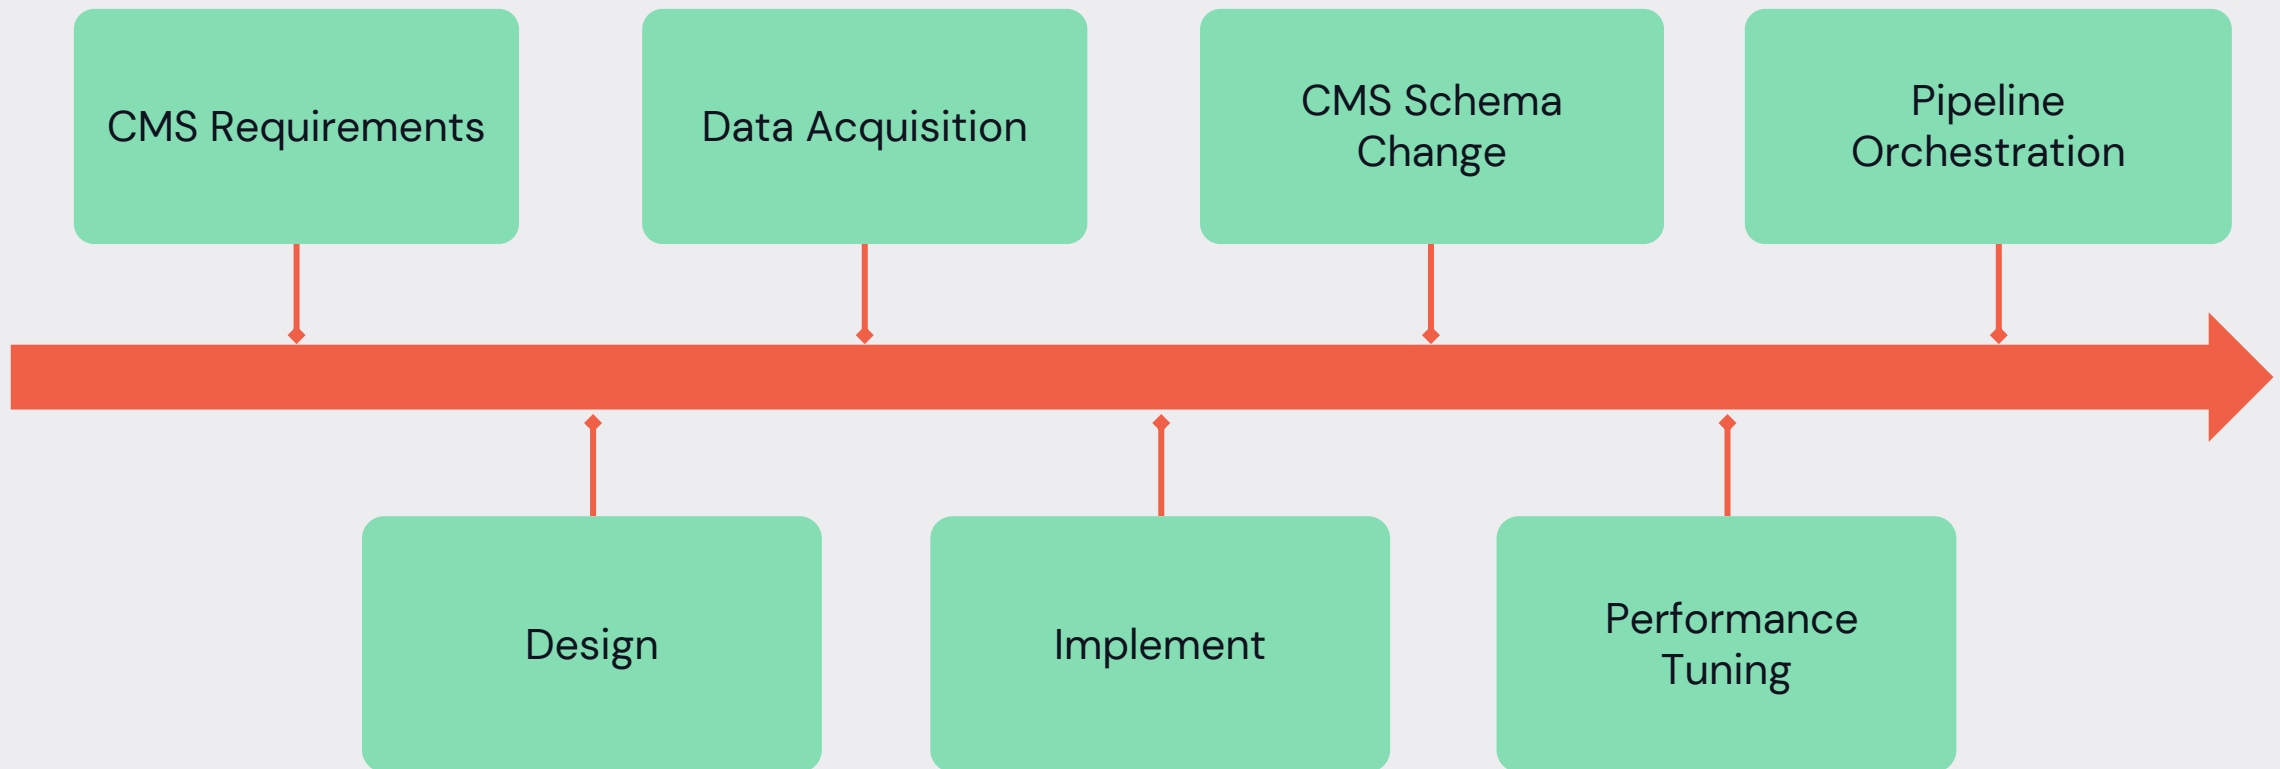 CMS Requirements
Data Acquisition
CMS Schema
Change
Pipeline
Orchestration
Design
Implement
Performance
Tuning